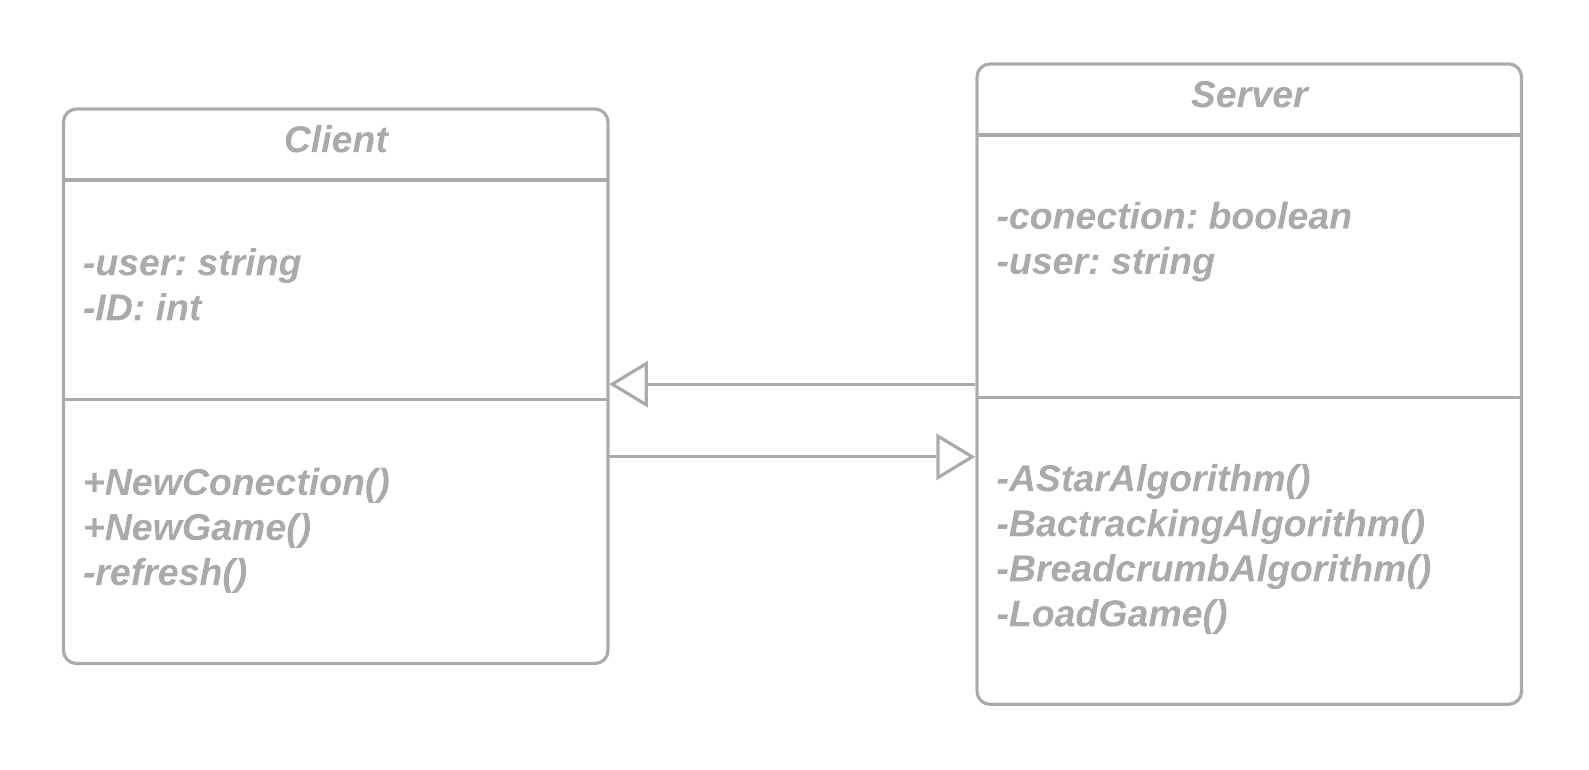 Client
-user: string
-ID: int
+NewConection()
+NewGame()
-refresh()
Server
-conection: boolean
-user: string
-AStarAlgorithm()
-BactrackingAlgorithm()
-BreadcrumbAlgorithm()
-LoadGame()